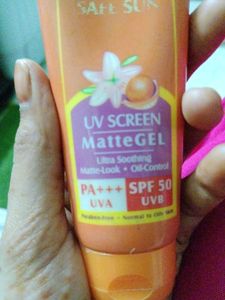 SAFE SUN
UV SCREEN
MatteGEL
Ultra Soothing
Matte-Look • Oil-Control
PA+++ SPF 50
UVA UVB
Paraben-free - Normal to Oily Skin